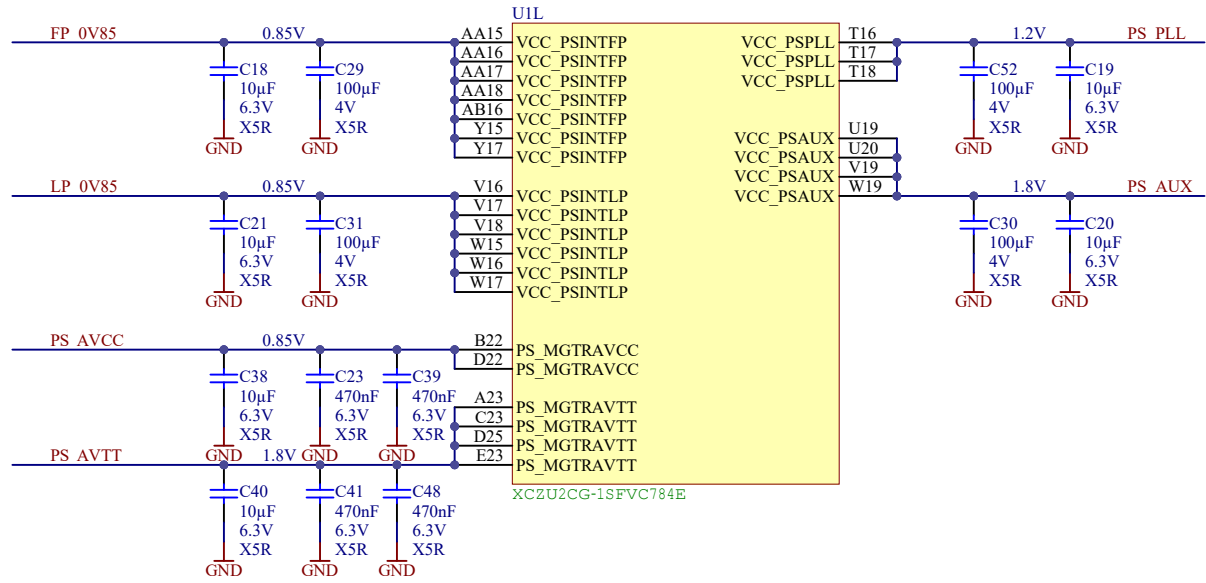 U1L
FP_0V85 0.85V
C18 10µF 6.3V X5R GND
C29 100µF 4V X5R GND
AA15 VCC_PSINTFP
AA16 VCC_PSINTFP
AA17 VCC_PSINTFP
AA18 VCC_PSINTFP
AB16 VCC_PSINTFP
Y15 VCC_PSINTFP
Y17 VCC_PSINTFP
VCC_PSPLL T16
VCC_PSPLL T17
VCC_PSPLL T18
1.2V PS_PLL
C52 100µF 4V X5R GND
C19 10µF 6.3V X5R GND
VCC_PSAUX U19
VCC_PSAUX U20
VCC_PSAUX V19
VCC_PSAUX W19
1.8V PS_AUX
C30 100µF 4V X5R GND
C20 10µF 6.3V X5R GND
LP_0V85 0.85V
C21 10µF 6.3V X5R GND
C31 100µF 4V X5R GND
V16 VCC_PSINTLP
V17 VCC_PSINTLP
V18 VCC_PSINTLP
W15 VCC_PSINTLP
W16 VCC_PSINTLP
W17 VCC_PSINTLP
PS_AVCC 0.85V
C38 10µF 6.3V X5R GND
C23 470nF 6.3V X5R GND
C39 470nF 6.3V X5R GND
B22 PS_MGTRAVCC
D22 PS_MGTRAVCC
A23 PS_MGTRAVTT
C23 PS_MGTRAVTT
D25 PS_MGTRAVTT
E23 PS_MGTRAVTT
PS_AVTT 1.8V
C40 10µF 6.3V X5R GND
C41 470nF 6.3V X5R GND
C48 470nF 6.3V X5R GND
XCZU2CG-1SFVC784E